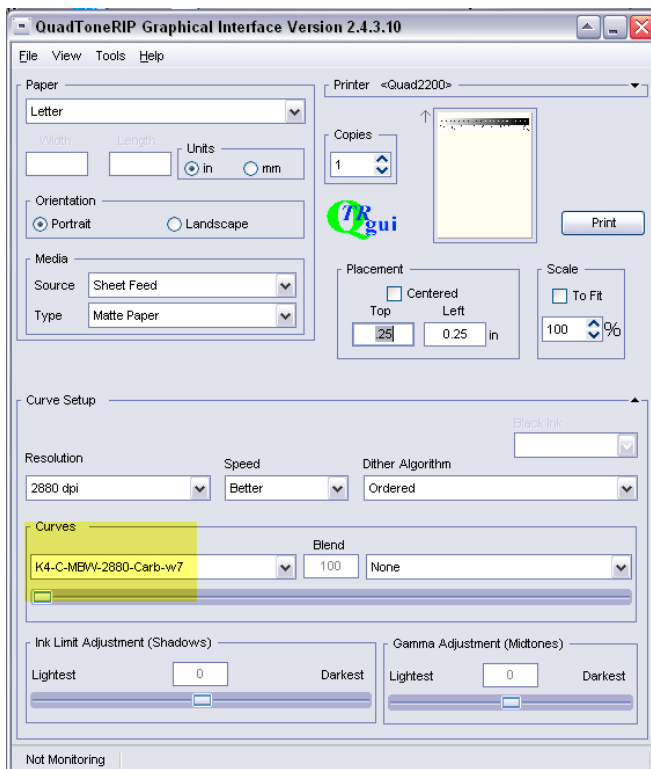 QuadToneRIP Graphical Interface Version 2.4.3.10
File View Tools Help
Paper
Letter
Width Length
Units
in mm
Orientation
Portrait Landscape
Media
Source Sheet Feed
Type Matte Paper
Printer <Quad2200>
Copies
1
QTR gui
Print
Placement
Centered
Top Left
.25 0.25 in
Scale
To Fit
100 %
Curve Setup
Black Ink
Resolution Speed Dither Algorithm
2880 dpi Better Ordered
Curves
Blend
K4-C-MBW-2880-Carb-w7 100 None
Ink Limit Adjustment (Shadows)
Lightest 0 Darkest
Gamma Adjustment (Midtones)
Lightest 0 Darkest
Not Monitoring